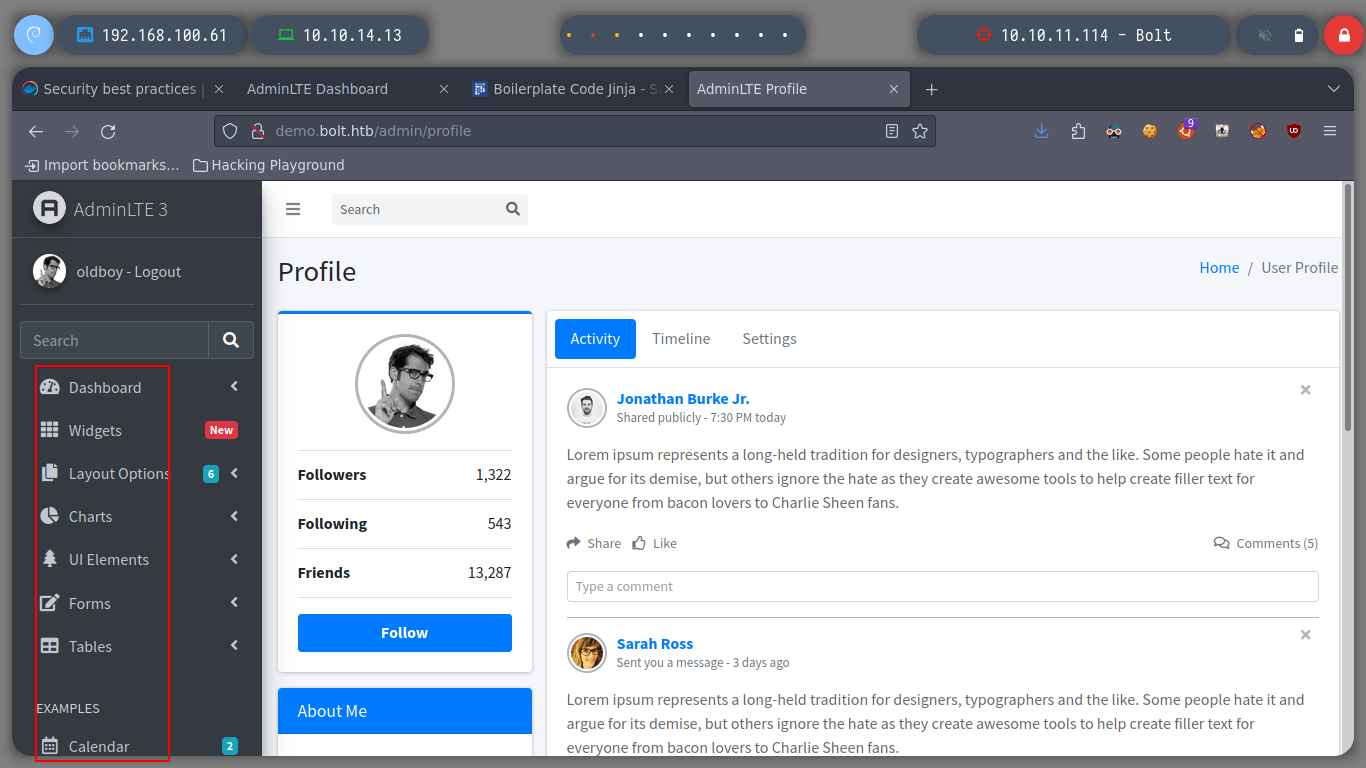 192.168.100.61
10.10.14.13
10.10.11.114 - Bolt
Security best practices |
AdminLTE Dashboard
Boilerplate Code Jinja - S
AdminLTE Profile
demo.bolt.htb/admin/profile
9
Import bookmarks...
Hacking Playground
AdminLTE 3
Search
oldboy - Logout
Profile
Home / User Profile
Search
Dashboard
Widgets
New
Layout Options
6
Charts
UI Elements
Forms
Tables
EXAMPLES
Calendar
2
Followers 1,322
Following 543
Friends 13,287
Follow
About Me
Activity
Timeline
Settings
Jonathan Burke Jr.
Shared publicly - 7:30 PM today
Lorem ipsum represents a long-held tradition for designers, typographers and the like. Some people hate it and
argue for its demise, but others ignore the hate as they create awesome tools to help create filler text for
everyone from bacon lovers to Charlie Sheen fans.
Share Like Comments (5)
Type a comment
Sarah Ross
Sent you a message - 3 days ago
Lorem ipsum represents a long-held tradition for designers, typographers and the like. Some people hate it and
argue for its demise, but others ignore the hate as they create awesome tools to help create filler text for
everyone from bacon lovers to Charlie Sheen fans.